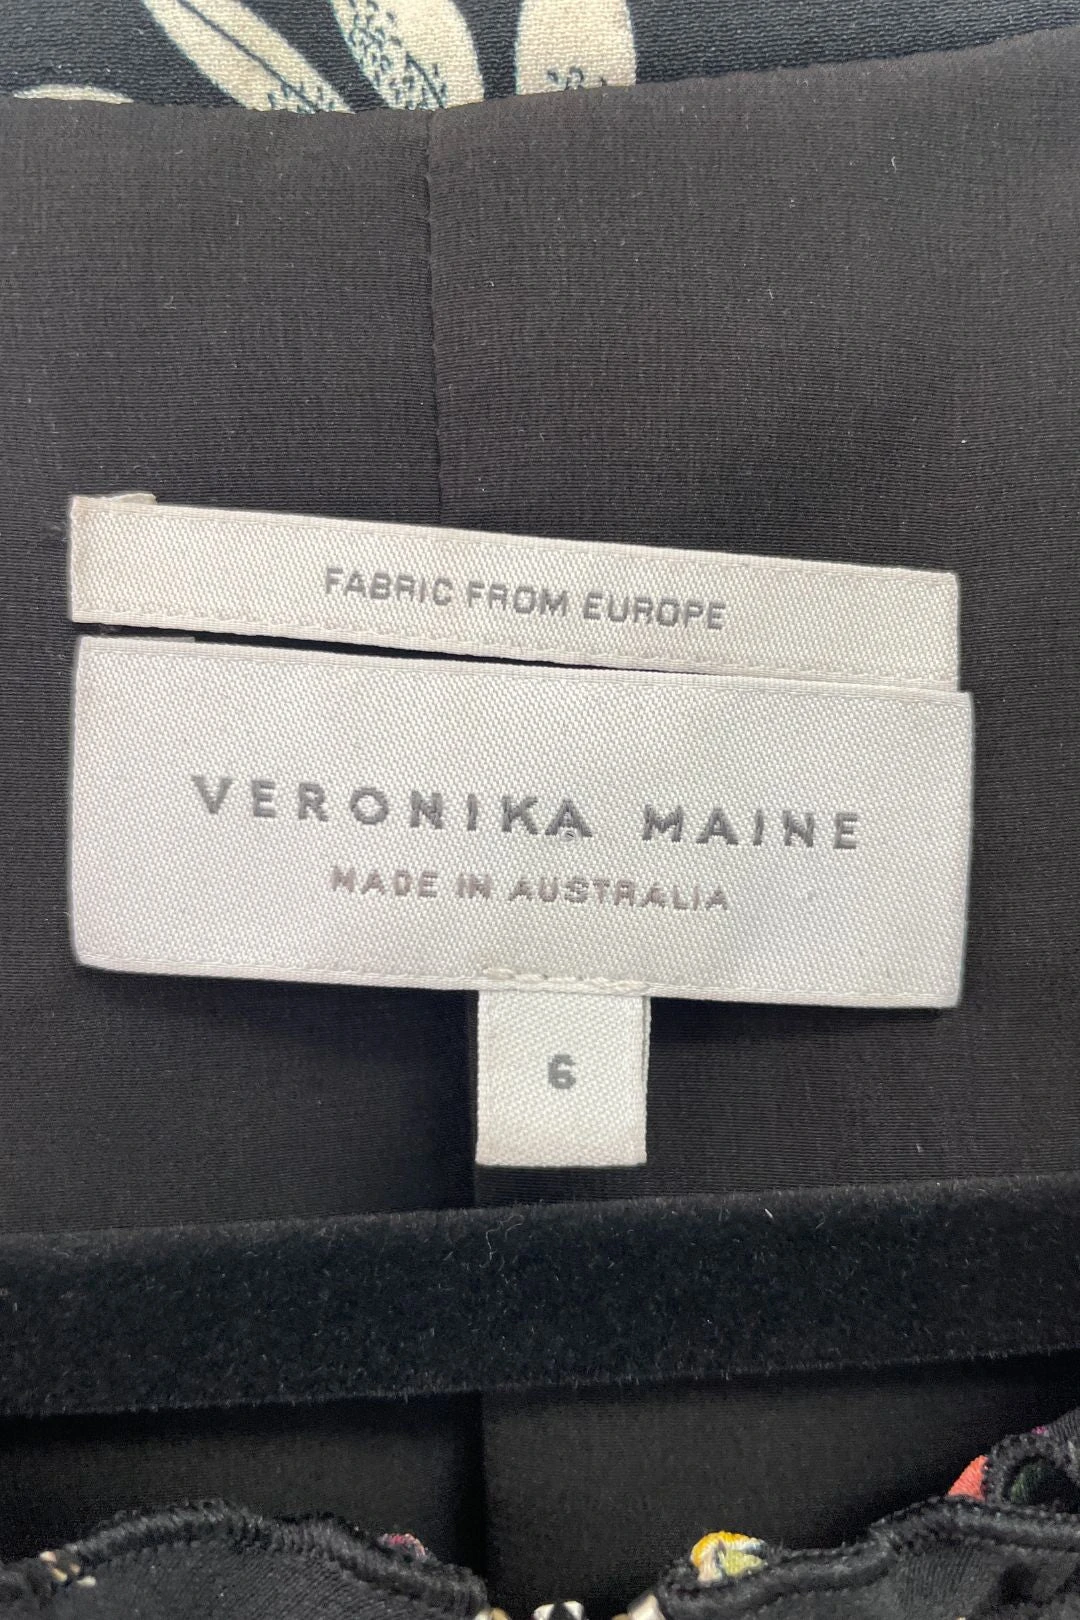 FABRIC FROM EUROPE
VERONIKA MAINE
MADE IN AUSTRALIA
6